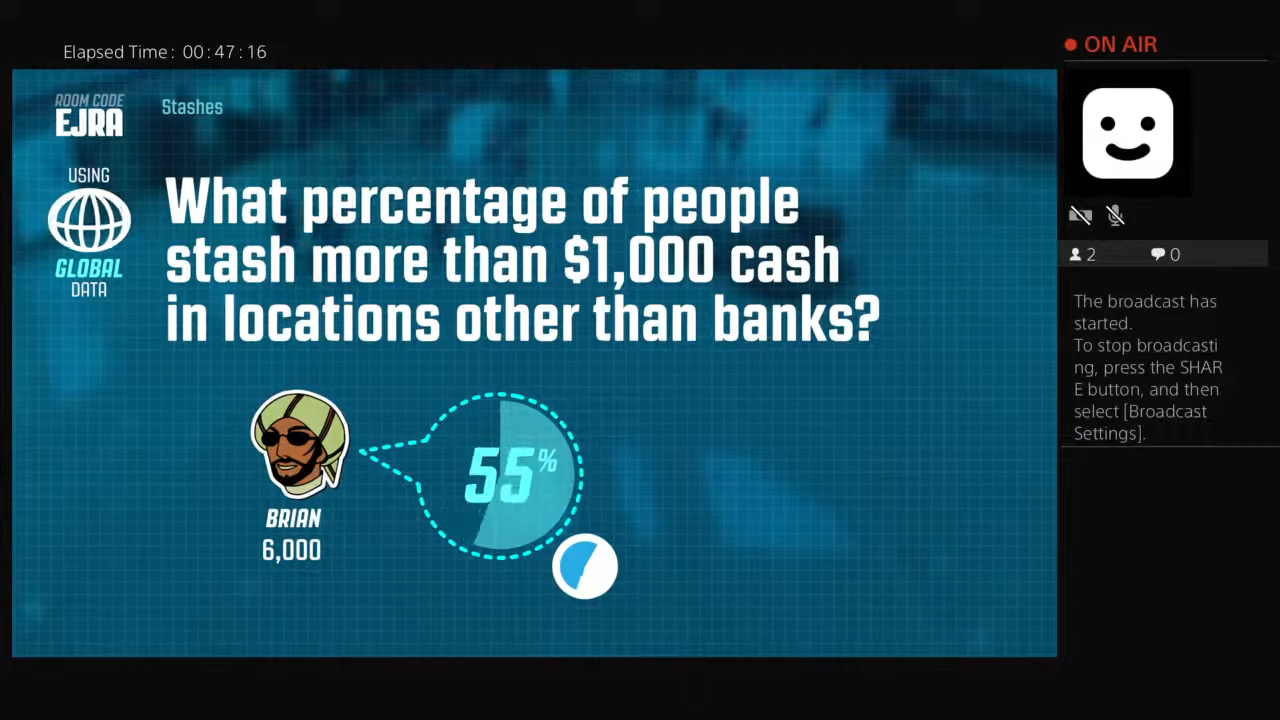 Elapsed Time: 00:47:16
ON AIR
ROOM CODE
EJRA
Stashes
USING
GLOBAL
DATA
What percentage of people
stash more than $1,000 cash
in locations other than banks?
55%
BRIAN
6,000
2
0
The broadcast has
started.
To stop broadcasti
ng, press the SHAR
E button, and then
select [Broadcast
Settings].